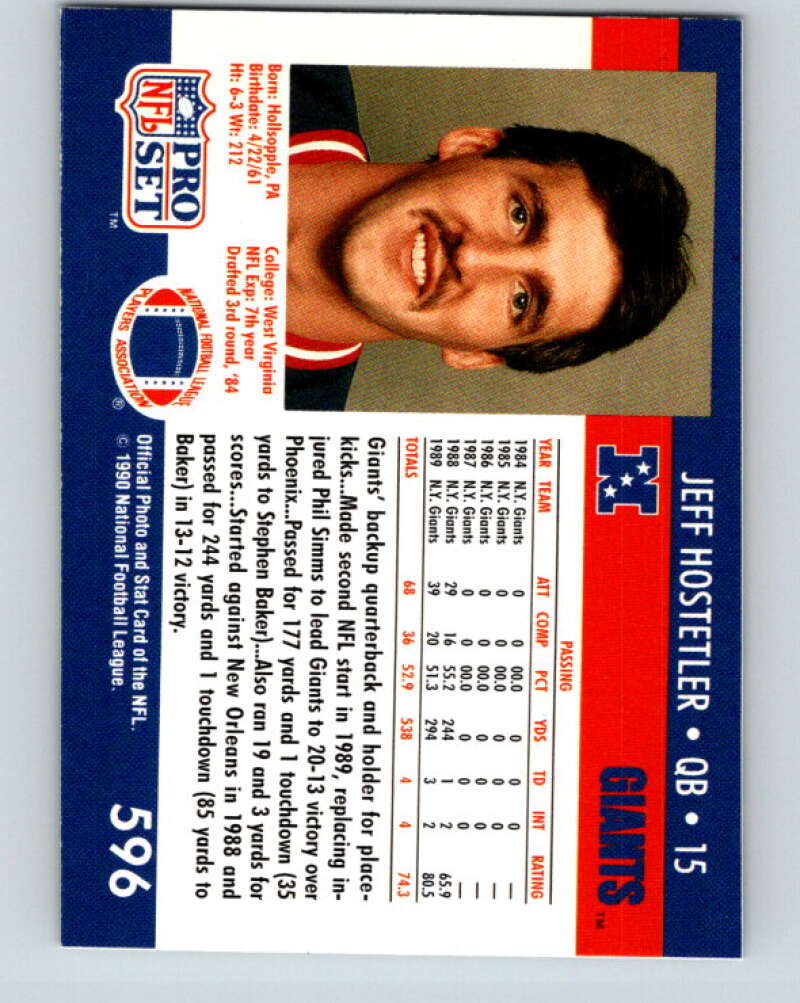 JEFF HOSTETLER • QB • 15
N
GIANTS™
PASSING
YEAR TEAM ATT COMP PCT YDS TD INT RATING
1984 N.Y. Giants 0 0 00.0 0 0 0 —
1985 N.Y. Giants 0 0 00.0 0 0 0 —
1986 N.Y. Giants 0 0 00.0 0 0 0 —
1987 N.Y. Giants 0 0 00.0 0 0 0 —
1988 N.Y. Giants 29 16 55.2 244 1 2 65.9
1989 N.Y. Giants 39 20 51.3 294 3 2 80.5
TOTALS 68 36 52.9 538 4 4 74.3
Giants' backup quarterback and holder for place-
kicks...Made second NFL start in 1989, replacing in-
jured Phil Simms to lead Giants to 20-13 victory over
Phoenix...Passed for 177 yards and 1 touchdown (35
yards to Stephen Baker)...Also ran 19 and 3 yards for
scores...Started against New Orleans in 1988 and
passed for 244 yards and 1 touchdown (85 yards to
Baker) in 13-12 victory.
Born: Hollsopple, PA
Birthdate: 4/22/61
Ht: 6-3 Wt: 212
College: West Virginia
NFL Exp: 7th year
Drafted 3rd round, '84
NFL PRO SET™
NATIONAL FOOTBALL LEAGUE
PLAYERS ASSOCIATION®
Official Photo and Stat Card of the NFL.
© 1990 National Football League.
596